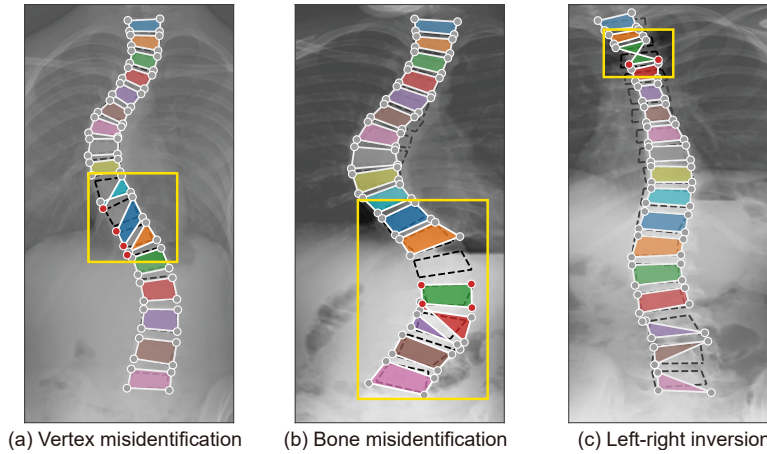 (a) Vertex misidentification
(b) Bone misidentification
(c) Left-right inversion